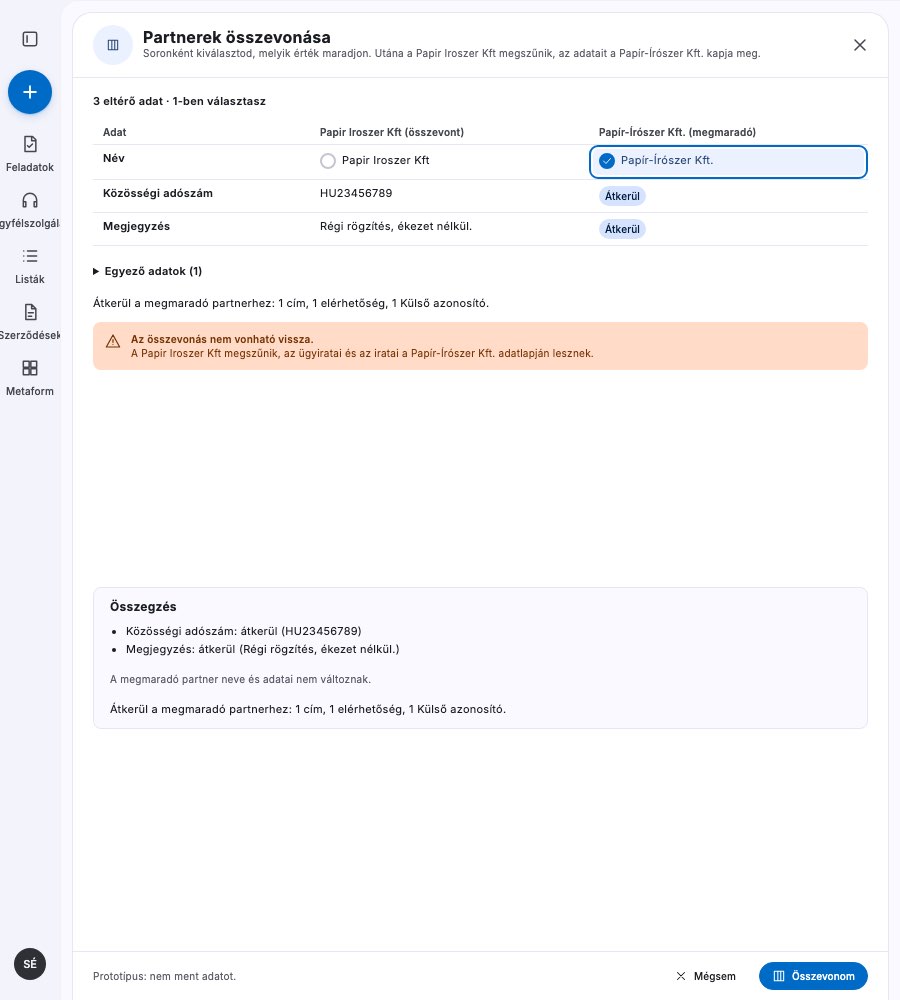 Partnerek összevonása
Soronként kiválasztod, melyik érték maradjon. Utána a Papir Iroszer Kft megszűnik, az adatait a Papír-Írószer Kft. kapja meg.
Feladatok
gyfélszolgál
Listák
Szerződések
Metaform
SÉ
3 eltérő adat · 1-ben választasz
Adat Papir Iroszer Kft (összevont) Papír-Írószer Kft. (megmaradó)
Név Papir Iroszer Kft Papír-Írószer Kft.
Közösségi adószám HU23456789 Átkerül
Megjegyzés Régi rögzítés, ékezet nélkül. Átkerül
Egyező adatok (1)
Átkerül a megmaradó partnerhez: 1 cím, 1 elérhetőség, 1 Külső azonosító.
Az összevonás nem vonható vissza.
A Papir Iroszer Kft megszűnik, az ügyiratai és az iratai a Papír-Írószer Kft. adatlapján lesznek.
Összegzés
• Közösségi adószám: átkerül (HU23456789)
• Megjegyzés: átkerül (Régi rögzítés, ékezet nélkül.)
A megmaradó partner neve és adatai nem változnak.
Átkerül a megmaradó partnerhez: 1 cím, 1 elérhetőség, 1 Külső azonosító.
Prototípus: nem ment adatot.
Mégsem
Összevonom